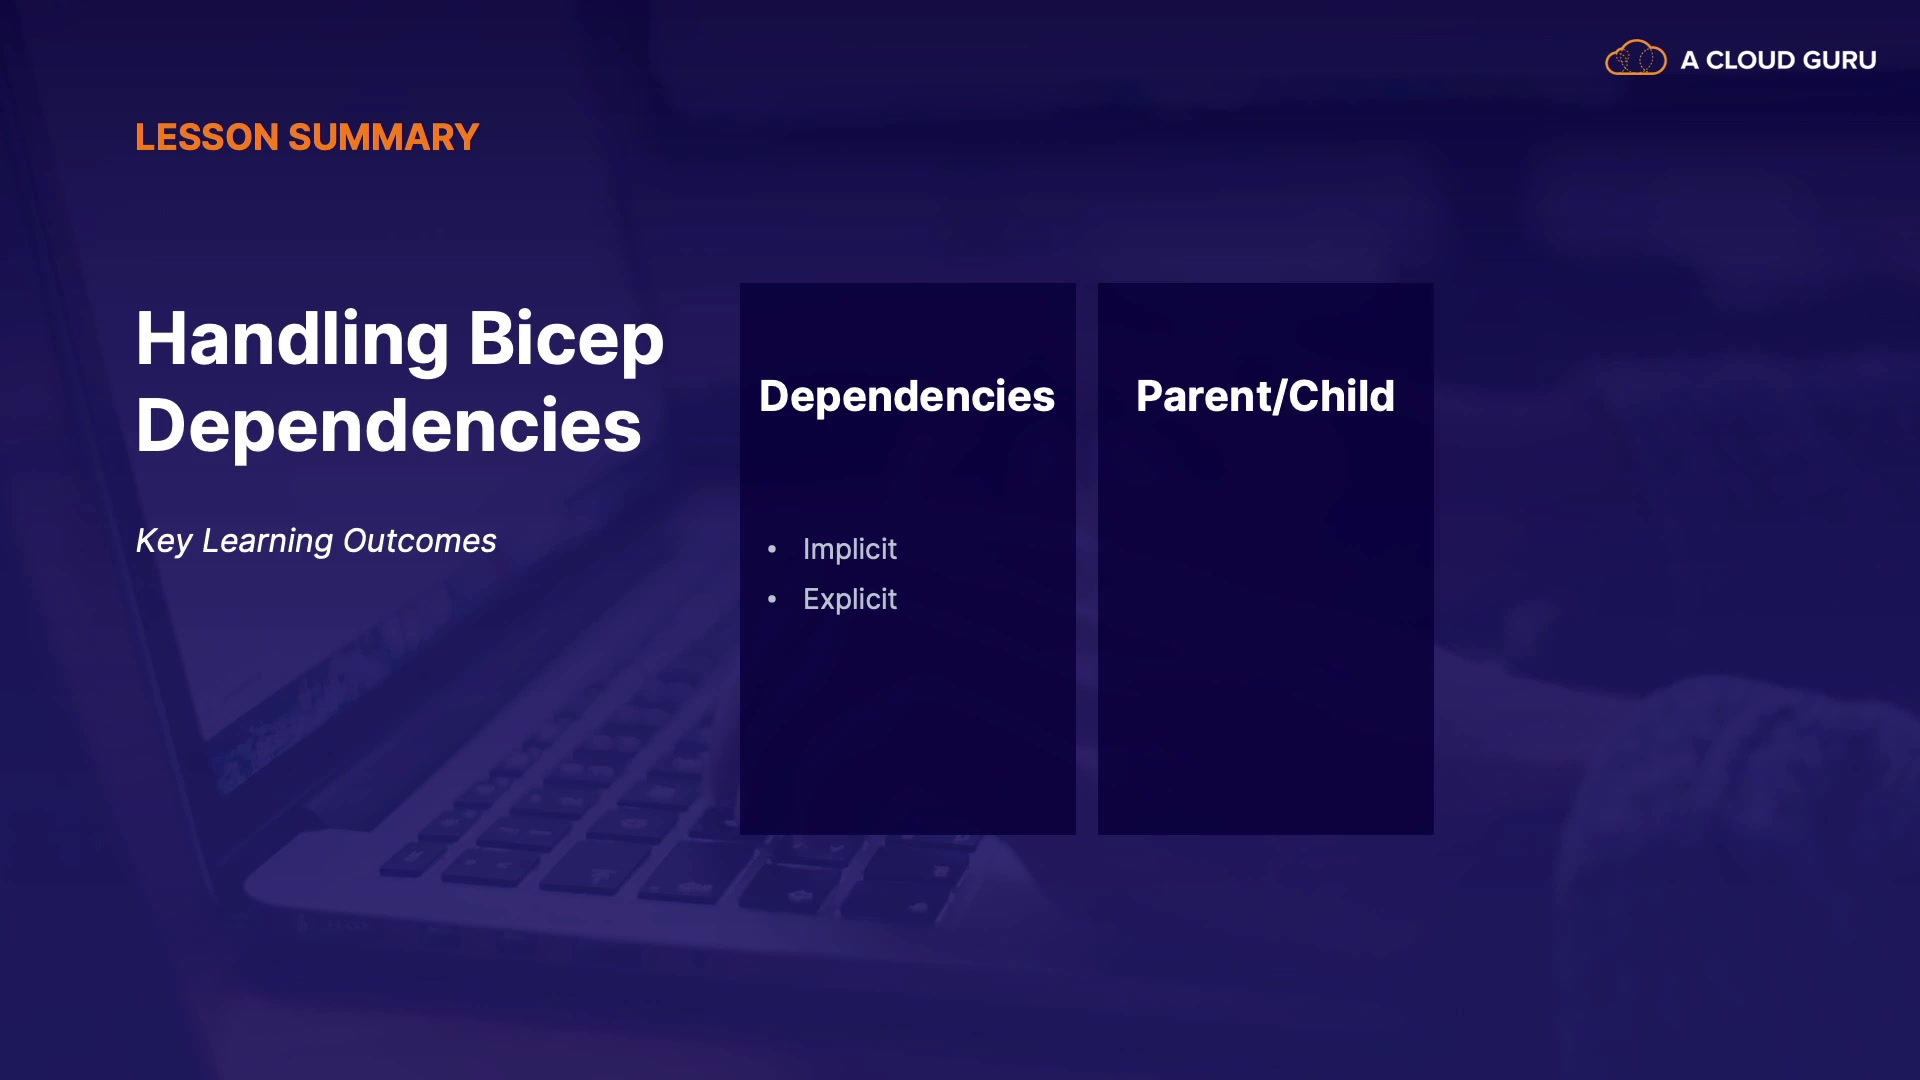 A CLOUD GURU
LESSON SUMMARY
Handling Bicep
Dependencies
Key Learning Outcomes
Dependencies
• Implicit
• Explicit
Parent/Child